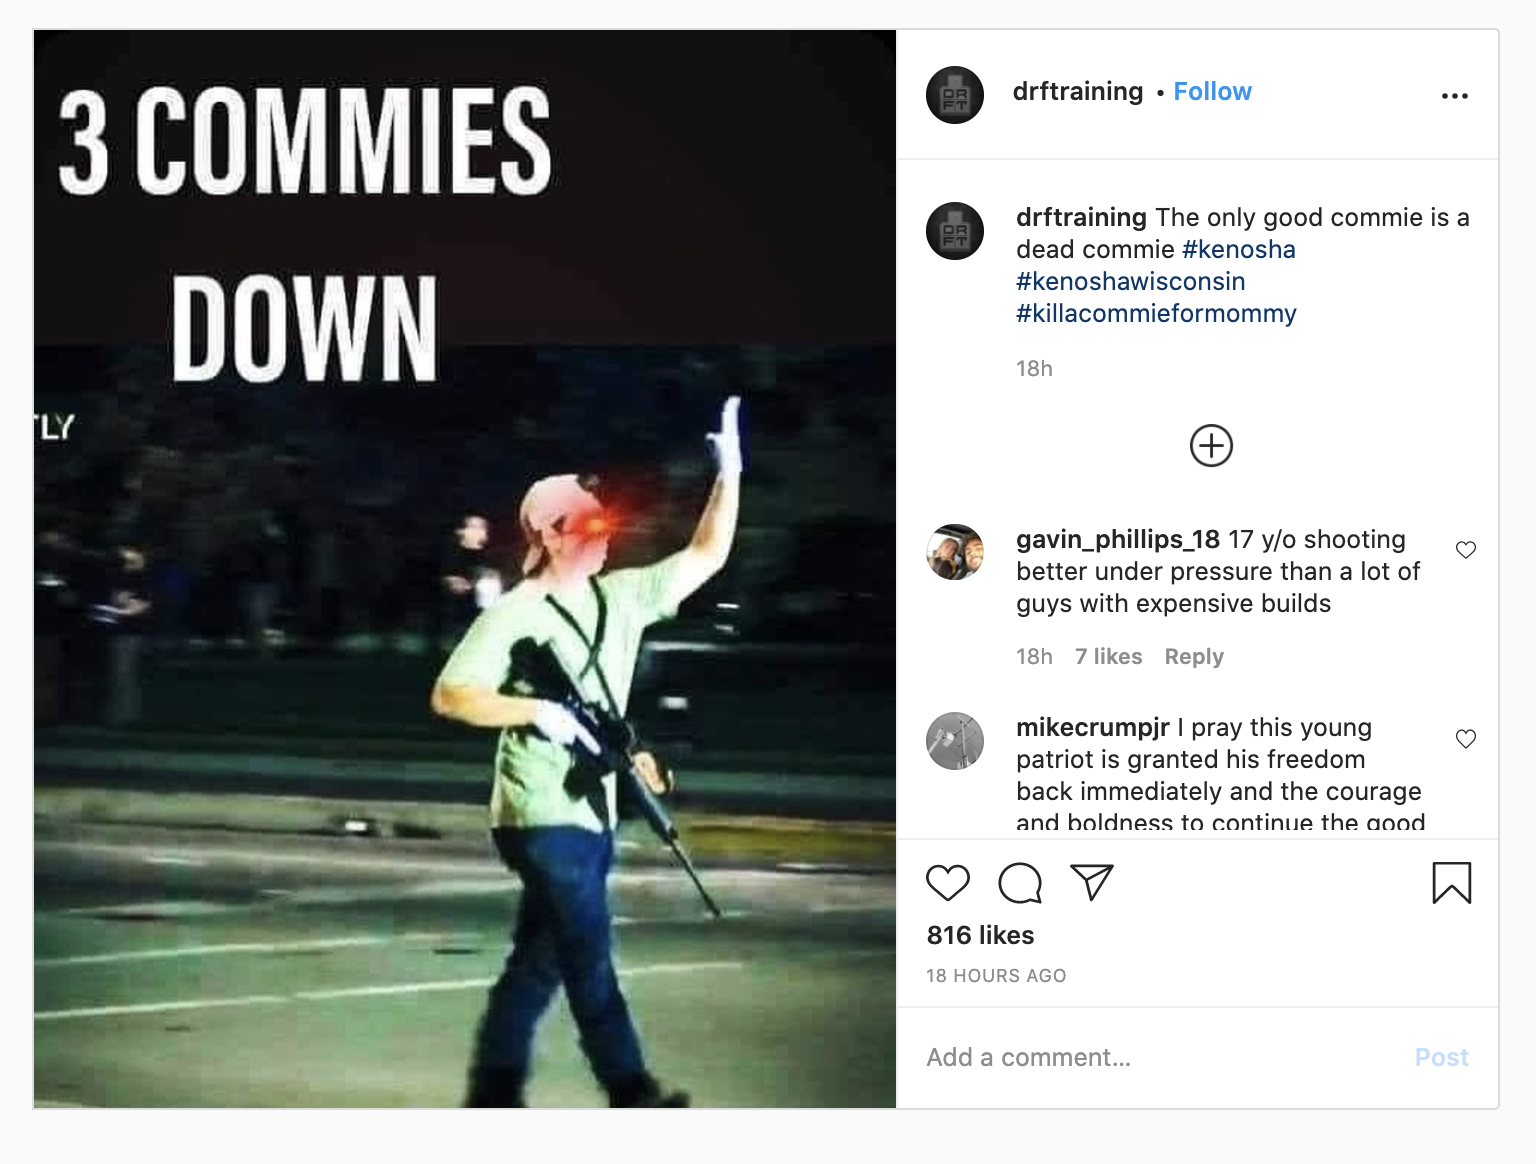 3 COMMIES
DOWN
TLY
DR
FT
drftraining • Follow
DR
FT
drftraining The only good commie is a
dead commie #kenosha
#kenoshawisconsin
#killacommieformommy
18h
gavin_phillips_18 17 y/o shooting
better under pressure than a lot of
guys with expensive builds
18h 7 likes Reply
mikecrumpjr I pray this young
patriot is granted his freedom
back immediately and the courage
and boldness to continue the good
816 likes
18 HOURS AGO
Add a comment... Post